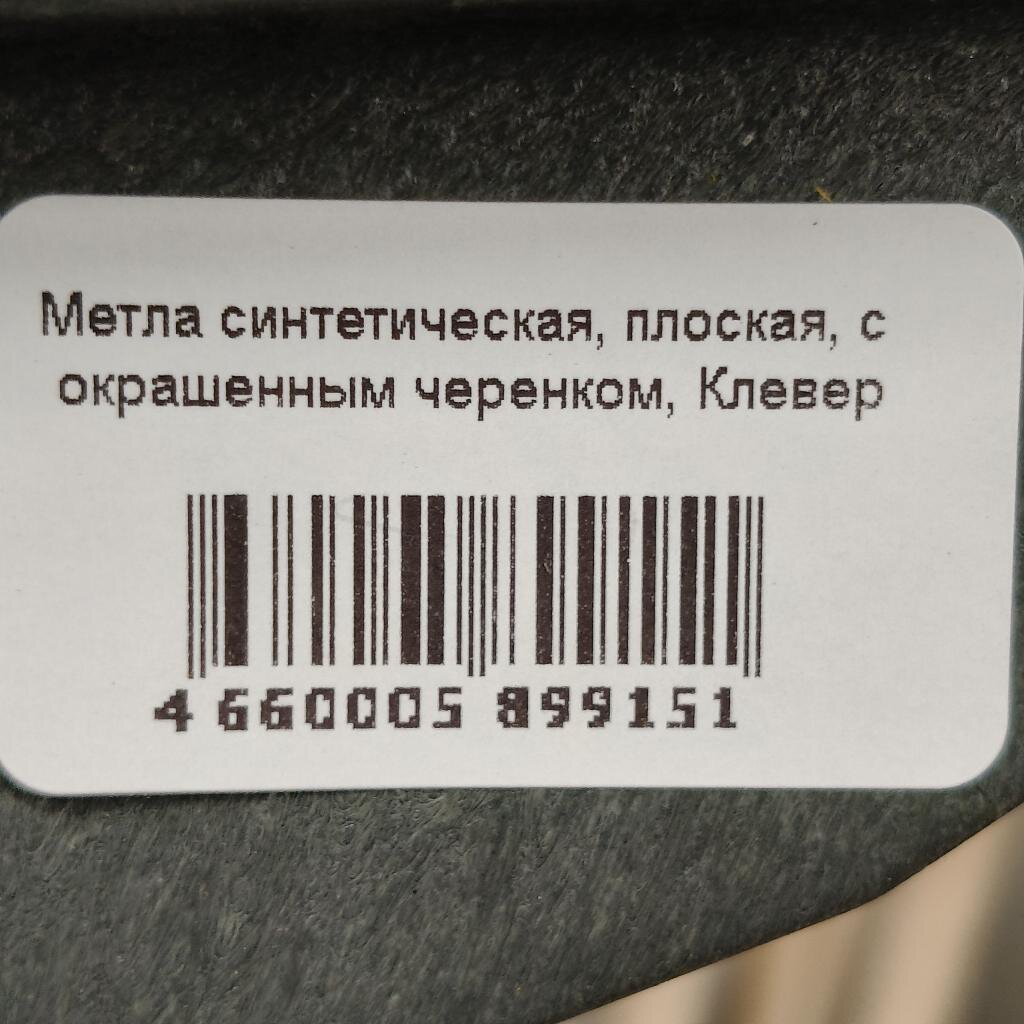 Метла синтетическая, плоская, с
окрашенным черенком, Клевер
4 660005 899151